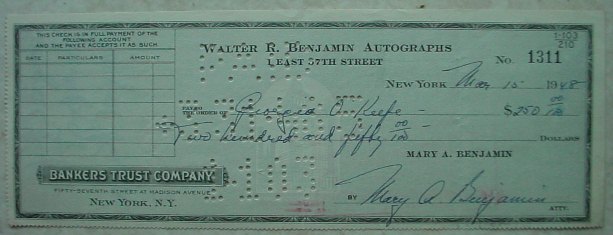 THIS CHECK IS IN FULL PAYMENT OF THE
FOLLOWING ACCOUNT
AND THE PAYEE ACCEPTS IT AS SUCH
DATE PARTICULARS AMOUNT
WALTER R. BENJAMIN AUTOGRAPHS
1 EAST 57TH STREET
1-103
210
No. 1311
NEW YORK Mar 15 1948
PAY TO
THE ORDER OF Georgia O'Keefe
$250 00/100
Two hundred and fifty 00/100 DOLLARS
MARY A. BENJAMIN
BANKERS TRUST COMPANY
FIFTY-SEVENTH STREET AT MADISON AVENUE
NEW YORK, N.Y.
BY Mary A Benjamin
ATTY.